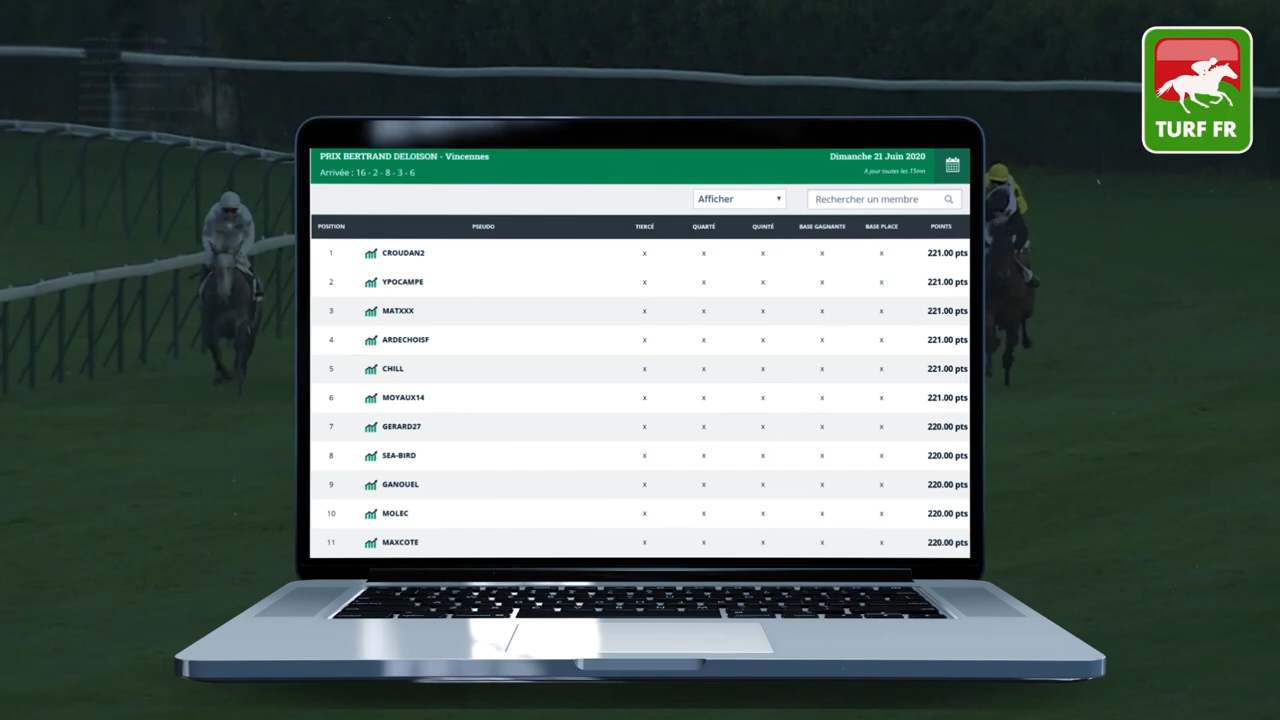 TURF FR
PRIX BERTRAND DELOISON - Vincennes
Dimanche 21 Juin 2020
Arrivée : 16 - 2 - 8 - 3 - 6
A jour toutes les 15mn
Afficher
Rechercher un membre
POSITION PSEUDO TIERCÉ QUARTÉ QUINTÉ BASE GAGNANTE BASE PLACE POINTS
1 CROUDAN2 x x x x x 221.00 pts
2 YPOCAMPE x x x x x 221.00 pts
3 MATXXX x x x x x 221.00 pts
4 ARDECHOISF x x x x x 221.00 pts
5 CHILL x x x x x 221.00 pts
6 MOYAUX14 x x x x x 221.00 pts
7 GERARD27 x x x x x 220.00 pts
8 SEA-BIRD x x x x x 220.00 pts
9 GANOUEL x x x x x 220.00 pts
10 MOLEC x x x x x 220.00 pts
11 MAXCOTE x x x x x 220.00 pts